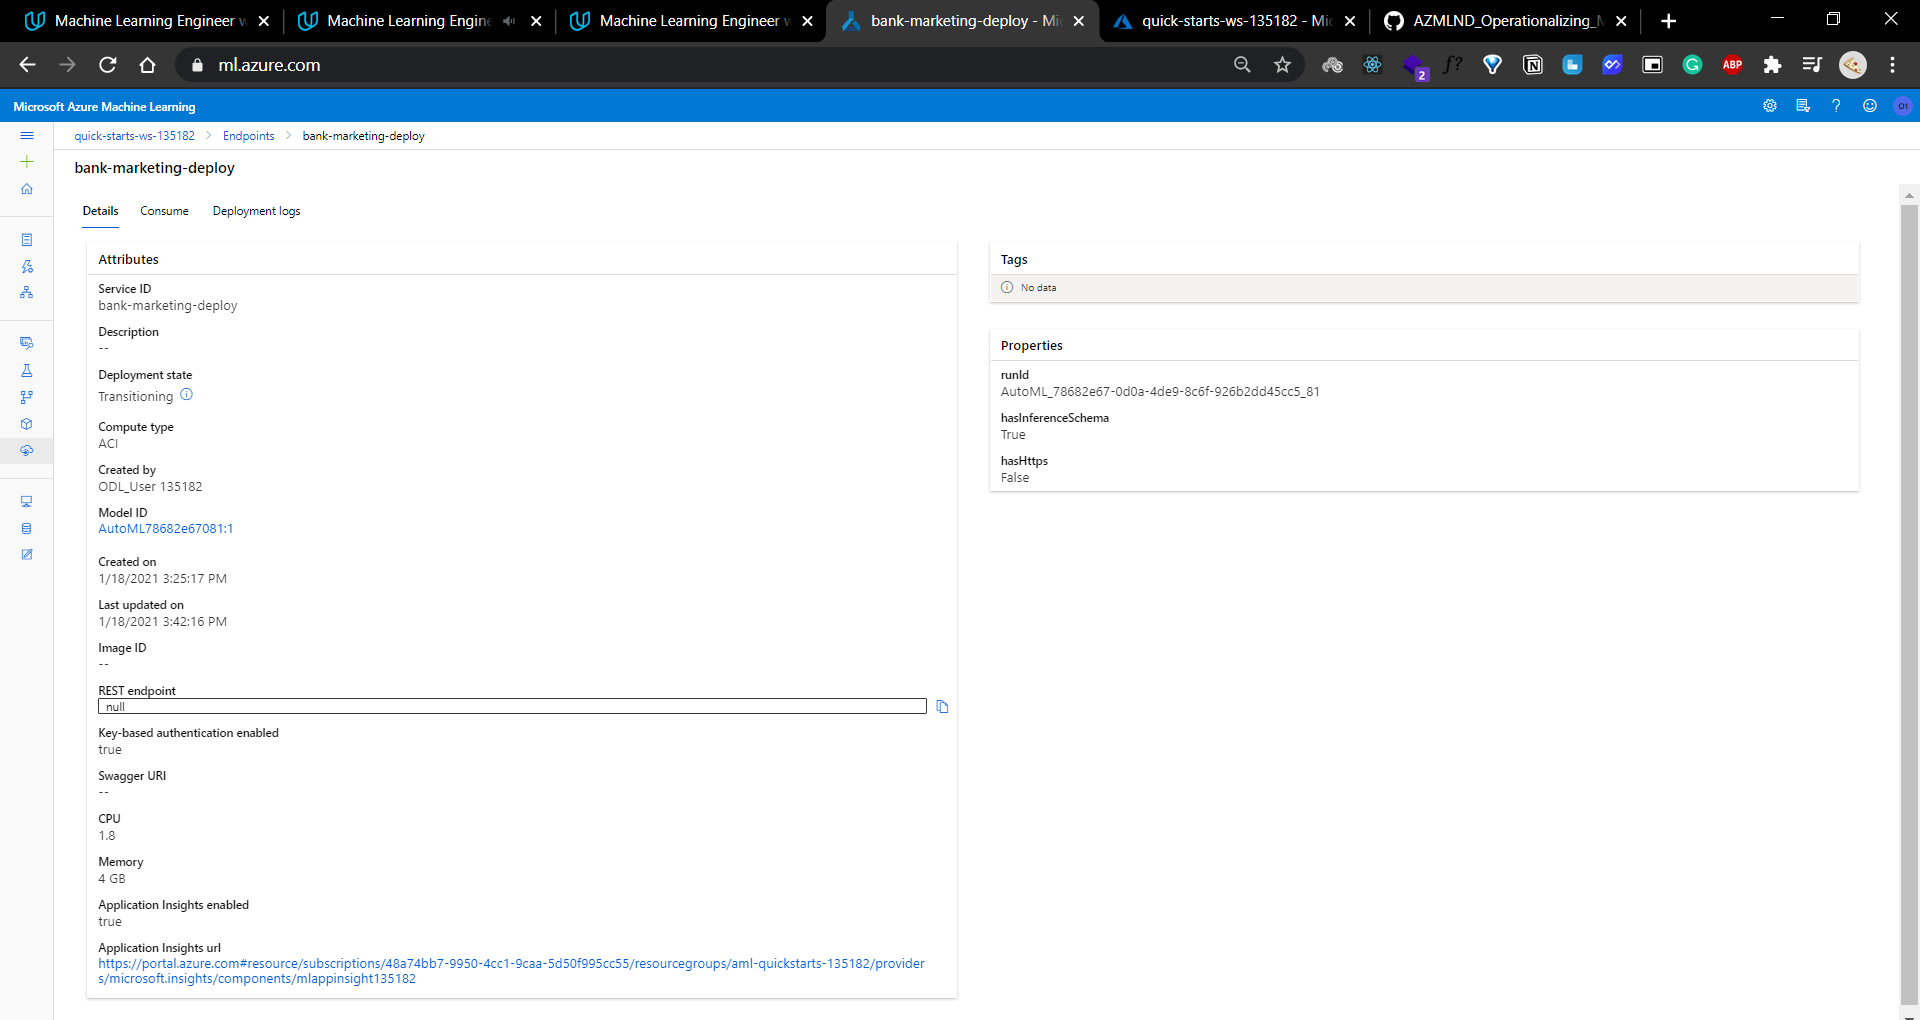 Machine Learning Engineer w
Machine Learning Engine
Machine Learning Engineer w
bank-marketing-deploy - Mi
quick-starts-ws-135182 - Mic
AZMLND_Operationalizing_M
ml.azure.com
2
f?
ABP
Microsoft Azure Machine Learning
O1
quick-starts-ws-135182 > Endpoints > bank-marketing-deploy
bank-marketing-deploy
Details
Consume
Deployment logs
Attributes
Service ID
bank-marketing-deploy
Description
--
Deployment state
Transitioning
Compute type
ACI
Created by
ODL_User 135182
Model ID
AutoML78682e67081:1
Created on
1/18/2021 3:25:17 PM
Last updated on
1/18/2021 3:42:16 PM
Image ID
--
REST endpoint
null
Key-based authentication enabled
true
Swagger URI
--
CPU
1.8
Memory
4 GB
Application Insights enabled
true
Application Insights url
https://portal.azure.com#resource/subscriptions/48a74bb7-9950-4cc1-9caa-5d50f995cc55/resourcegroups/aml-quickstarts-135182/provider
s/microsoft.insights/components/mlappinsight135182
Tags
No data
Properties
runId
AutoML_78682e67-0d0a-4de9-8c6f-926b2dd45cc5_81
hasInferenceSchema
True
hasHttps
False